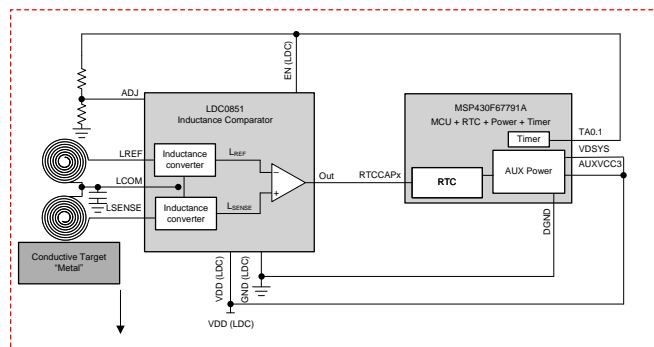 EN (LDC)
ADJ
LDC0851
Inductance Comparator
MSP430F67791A
MCU + RTC + Power + Timer
TA0.1
Timer
VDSYS
AUXVCC3
LREF
Inductance
converter
LREF
−
Out
RTCCAPx
RTC
AUX Power
LCOM
+
LSENSE
Inductance
converter
LSENSE
DGND
Conductive Target
"Metal"
VDD (LDC)
GND (LDC)
VDD (LDC)